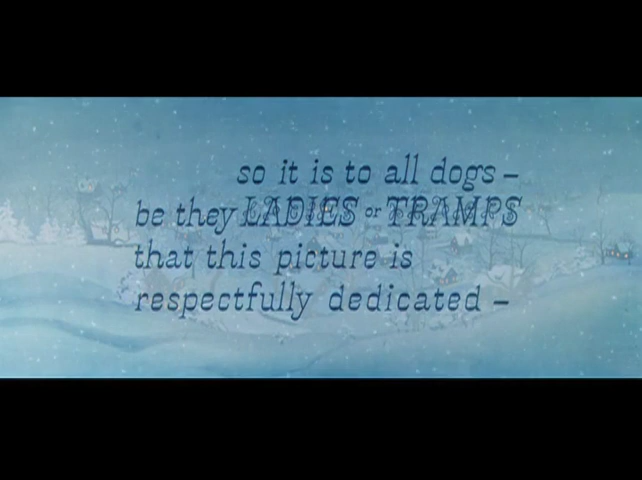 so it is to all dogs –
be they LADIES or TRAMPS
that this picture is
respectfully dedicated –